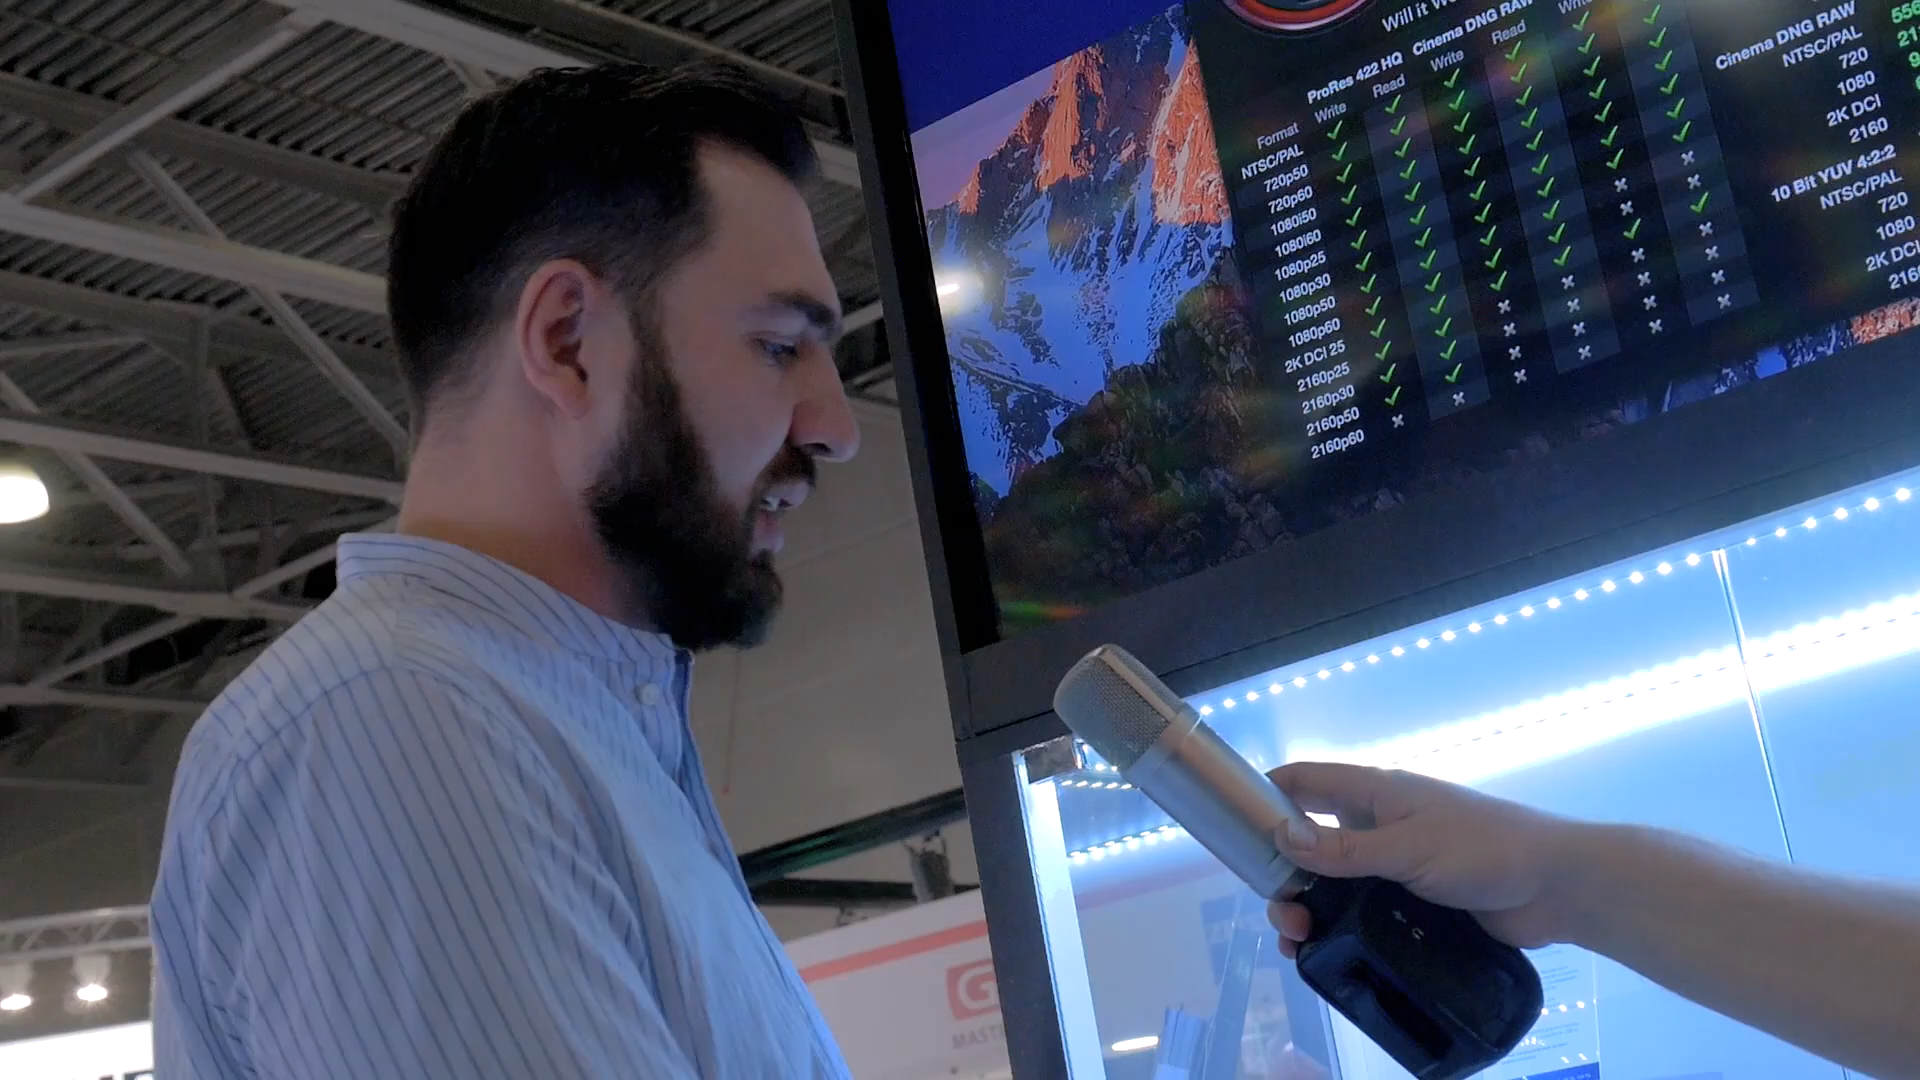 Will it
ProRes 422 HQ
Cinema DNG RAW
Write
Read
Write
Read
Format
NTSC/PAL
720p50
720p60
1080i50
1080i60
1080p25
1080p30
1080p50
1080p60
2K DCI 25
2160p25
2160p30
2160p50
2160p60
Cinema DNG RAW
NTSC/PAL
720
1080
2K DCI
2160
10 Bit YUV 4:2:2
NTSC/PAL
720
1080
2K DCI
G